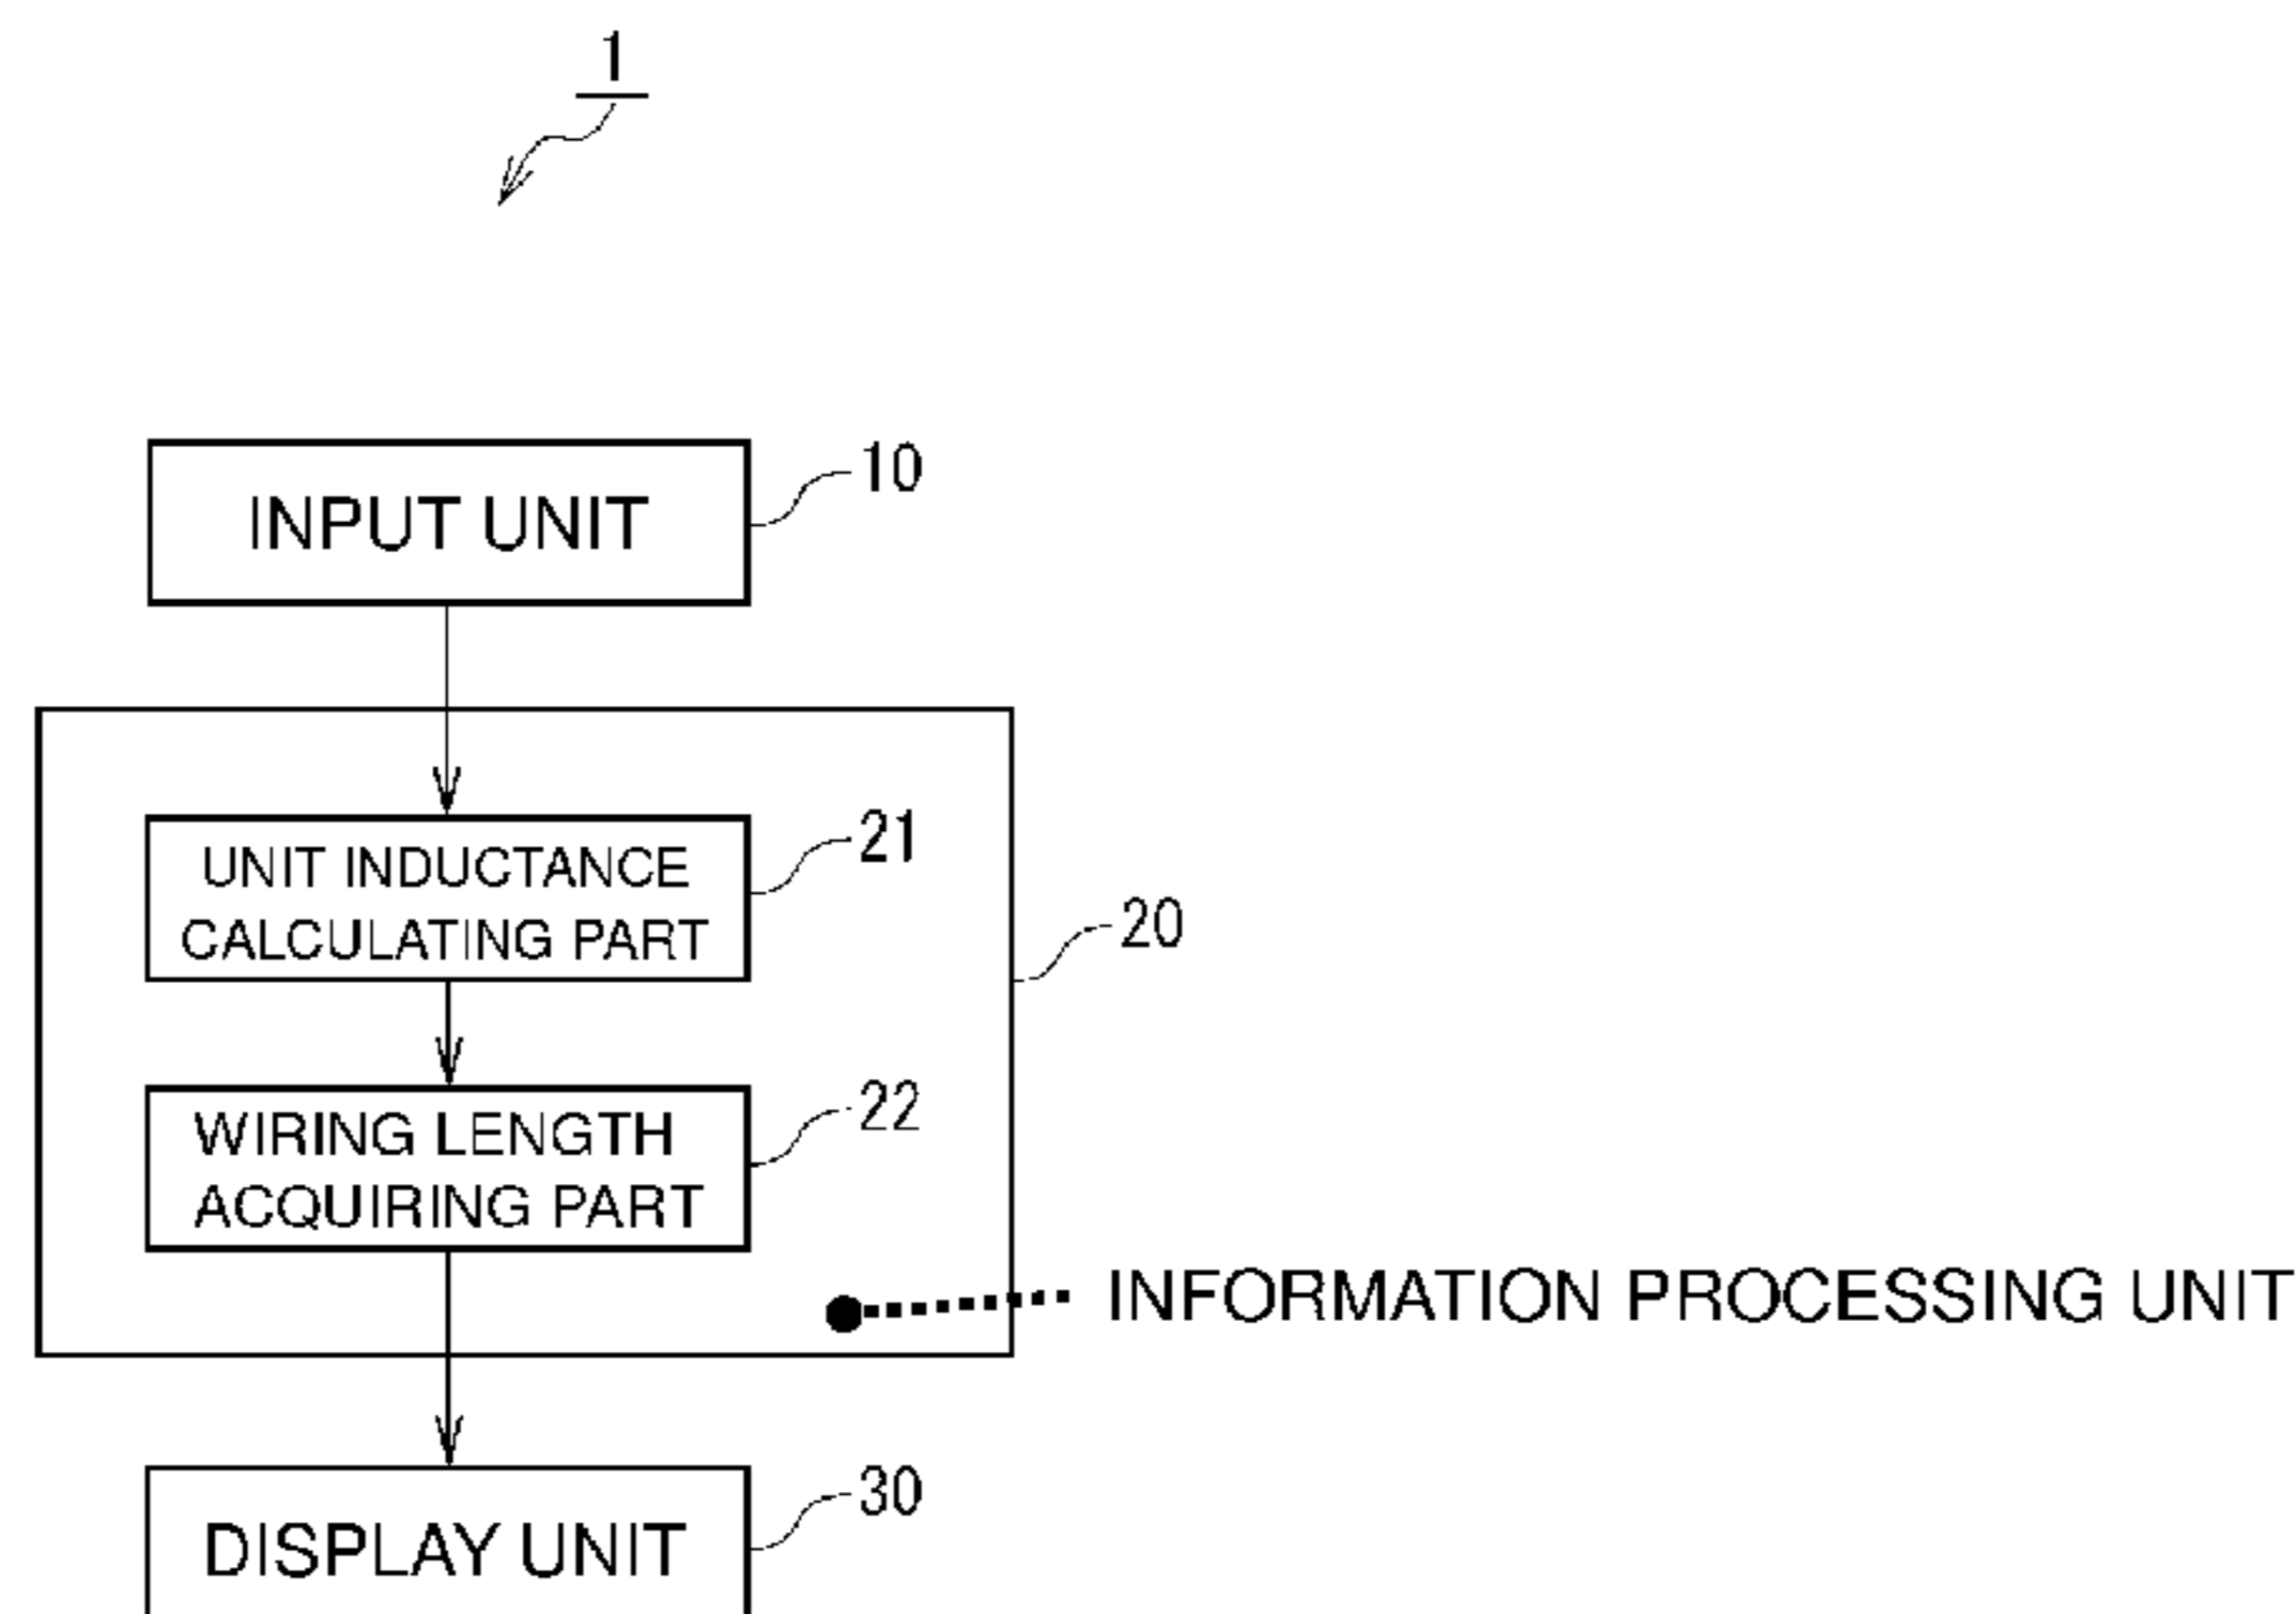 1
INPUT UNIT
10
UNIT INDUCTANCE
CALCULATING PART
21
20
WIRING LENGTH
ACQUIRING PART
22
INFORMATION PROCESSING UNIT
DISPLAY UNIT
30